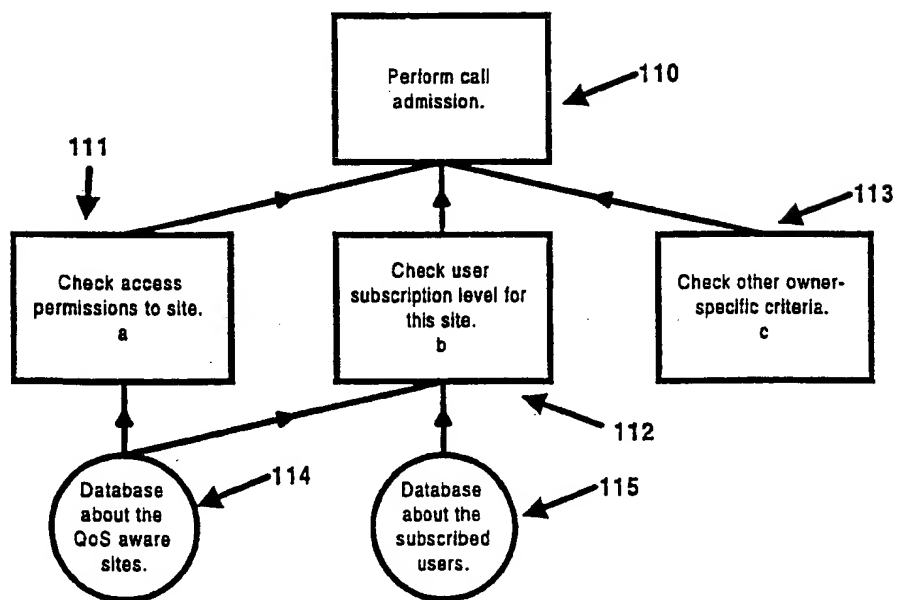 Perform call
admission.
110
111
113
Check access
permissions to site.
a
Check user
subscription level for
this site.
b
Check other owner-
specific criteria.
c
112
114
115
Database
about the
QoS aware
sites.
Database
about the
subscribed
users.